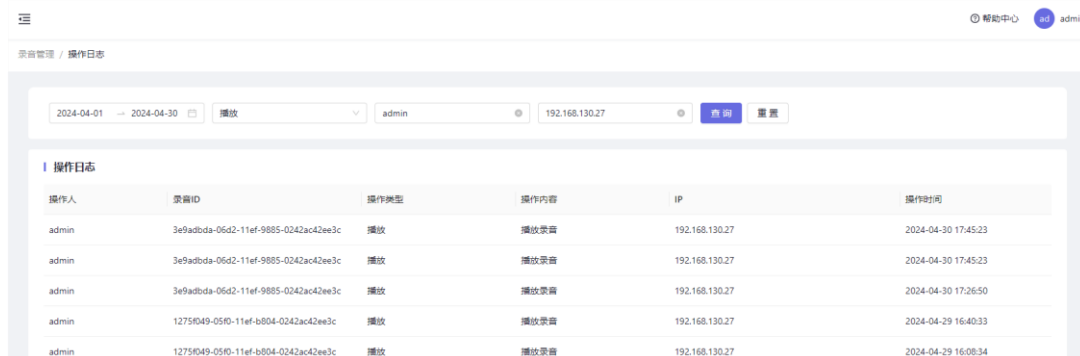 帮助中心 ad admi
录音管理 / 操作日志
2024-04-01 → 2024-04-30 播放 admin 192.168.130.27 查询 重置
操作日志
操作人 录音ID 操作类型 操作内容 IP 操作时间
admin 3e9adbda-06d2-11ef-9885-0242ac42ee3c 播放 播放录音 192.168.130.27 2024-04-30 17:45:23
admin 3e9adbda-06d2-11ef-9885-0242ac42ee3c 播放 播放录音 192.168.130.27 2024-04-30 17:45:23
admin 3e9adbda-06d2-11ef-9885-0242ac42ee3c 播放 播放录音 192.168.130.27 2024-04-30 17:26:50
admin 1275f049-05f0-11ef-b804-0242ac42ee3c 播放 播放录音 192.168.130.27 2024-04-29 16:40:33
admin 1275f049-05f0-11ef-b804-0242ac42ee3c 播放 播放录音 192.168.130.27 2024-04-29 16:08:34